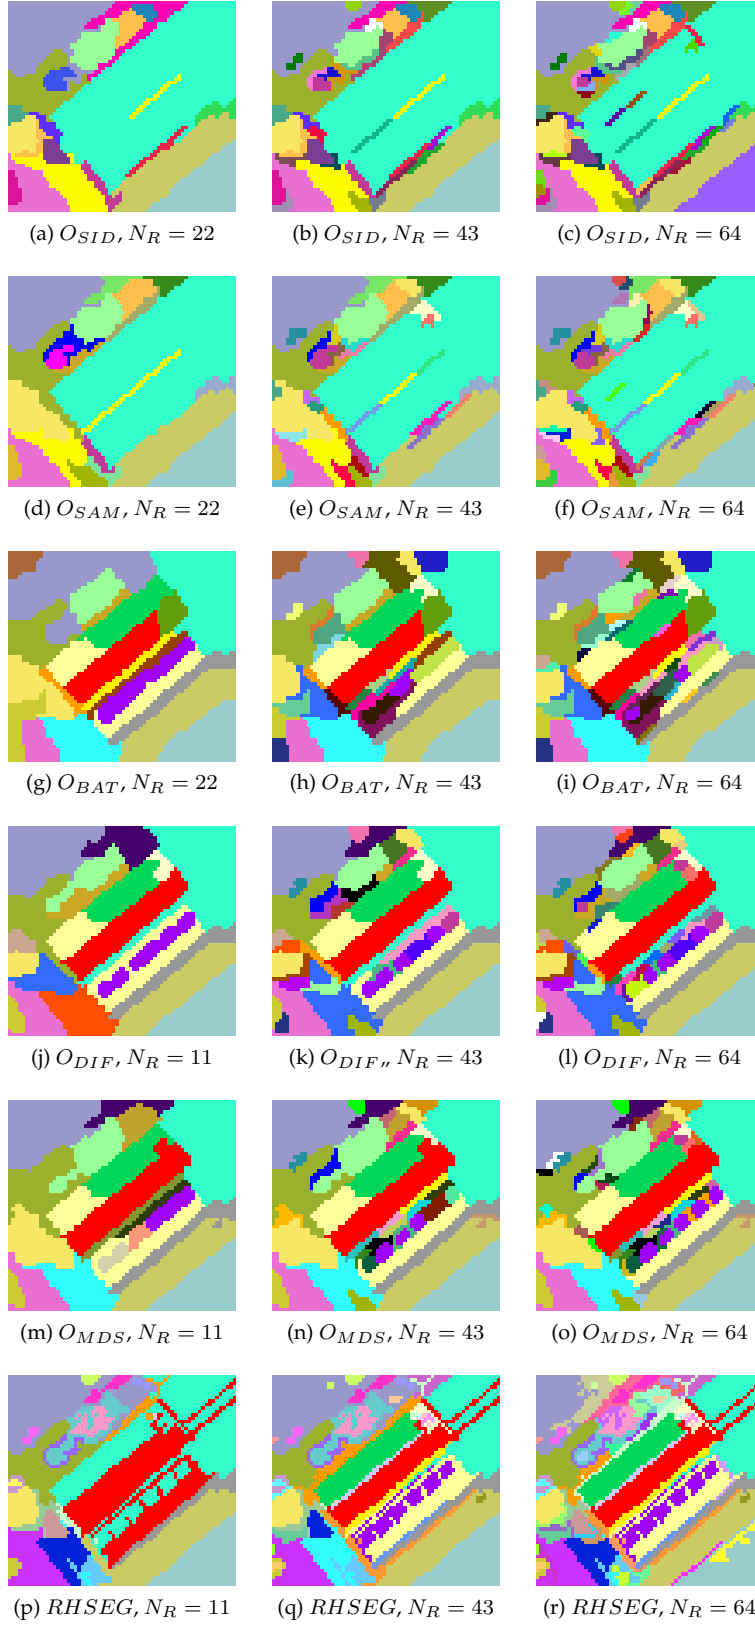 (a) O_SID, N_R = 22 (b) O_SID, N_R = 43 (c) O_SID, N_R = 64
(d) O_SAM, N_R = 22 (e) O_SAM, N_R = 43 (f) O_SAM, N_R = 64
(g) O_BAT, N_R = 22 (h) O_BAT, N_R = 43 (i) O_BAT, N_R = 64
(j) O_DIF, N_R = 11 (k) O_DIF,, N_R = 43 (l) O_DIF, N_R = 64
(m) O_MDS, N_R = 11 (n) O_MDS, N_R = 43 (o) O_MDS, N_R = 64
(p) RHSEG, N_R = 11 (q) RHSEG, N_R = 43 (r) RHSEG, N_R = 64